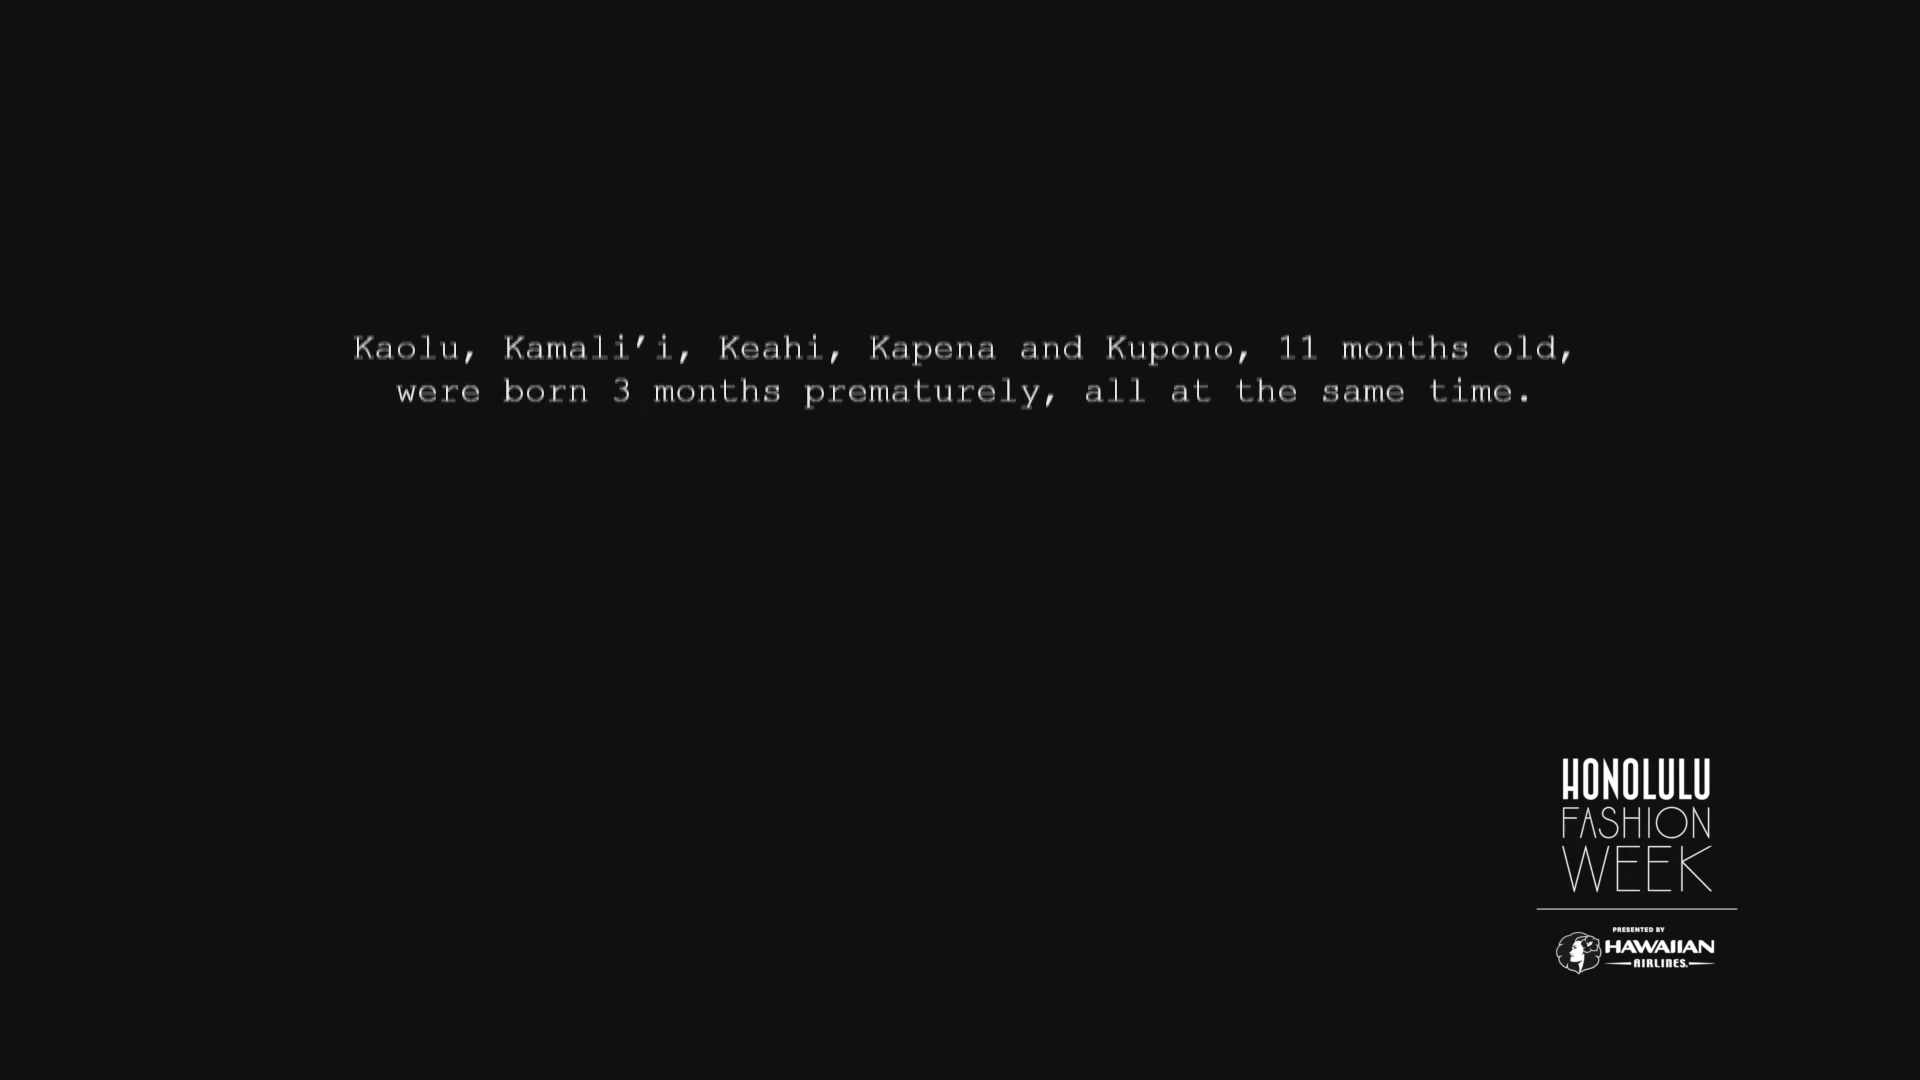 Kaolu, Kamali’i, Keahi, Kapena and Kupono, 11 months old,
were born 3 months prematurely, all at the same time.
HONOLULU
FASHION
WEEK
PRESENTED BY
HAWAIIAN
AIRLINES.